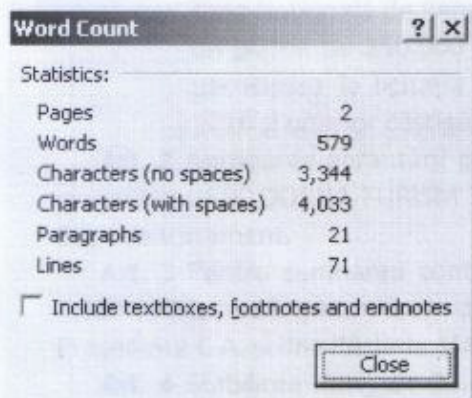 Word Count ? ×
Statistics:
Pages 2
Words 579
Characters (no spaces) 3,344
Characters (with spaces) 4,033
Paragraphs 21
Lines 71
Include textboxes, footnotes and endnotes
Close